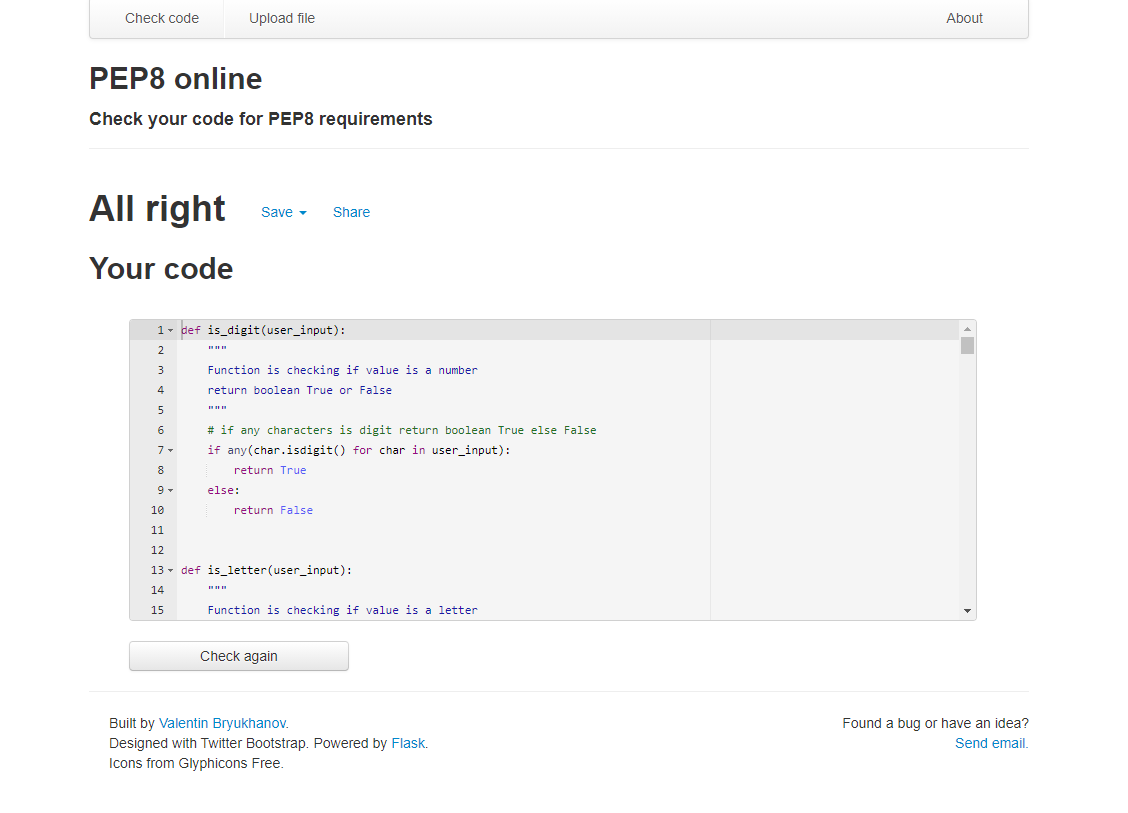 Check code Upload file About
PEP8 online
Check your code for PEP8 requirements
All right Save Share
Your code
1 def is_digit(user_input):
2     """
3     Function is checking if value is a number
4     return boolean True or False
5     """
6     # if any characters is digit return boolean True else False
7     if any(char.isdigit() for char in user_input):
8         return True
9     else:
10         return False
11
12
13 def is_letter(user_input):
14     """
15     Function is checking if value is a letter
Check again
Built by Valentin Bryukhanov. Found a bug or have an idea?
Designed with Twitter Bootstrap. Powered by Flask. Send email.
Icons from Glyphicons Free.